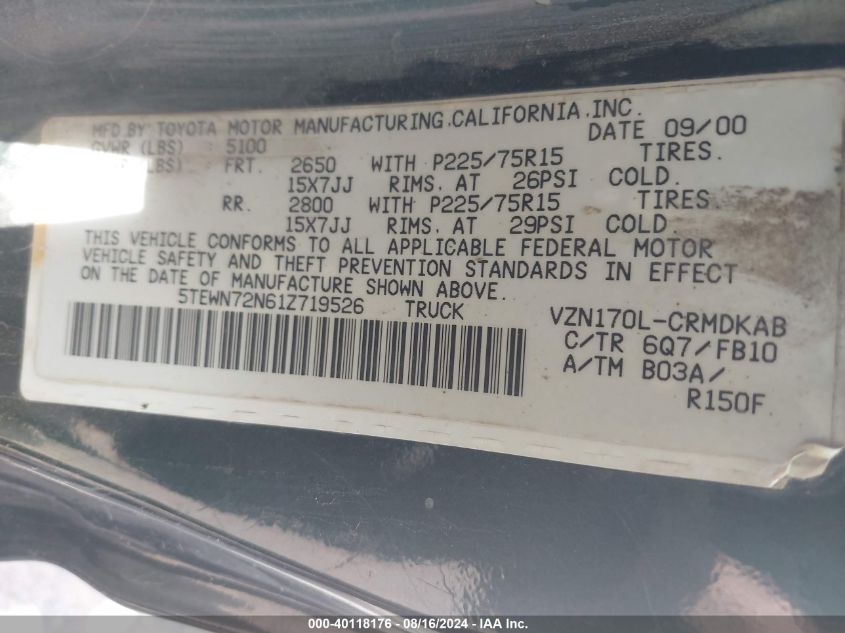 MFD BY: TOYOTA MOTOR MANUFACTURING.CALIFORNIA.INC.
GVWR (LBS) : 5100 DATE 09/00
(LBS) : FRT. 2650 WITH P225/75R15 TIRES.
15X7JJ RIMS. AT 26PSI COLD.
RR. 2800 WITH P225/75R15 TIRES.
15X7JJ RIMS. AT 29PSI COLD.
THIS VEHICLE CONFORMS TO ALL APPLICABLE FEDERAL MOTOR
VEHICLE SAFETY AND THEFT PREVENTION STANDARDS IN EFFECT
ON THE DATE OF MANUFACTURE SHOWN ABOVE.
5TEWN72N61Z719526 TRUCK
VZN170L-CRMDKAB
C/TR 6Q7/FB10
A/TM B03A/
R150F
000-40118176 - 08/16/2024 - IAA Inc.